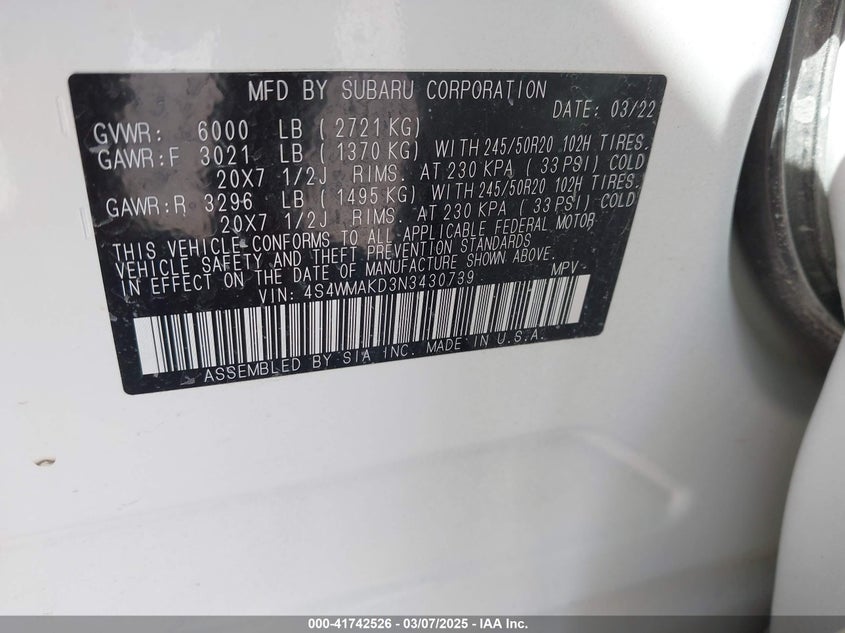 MFD BY SUBARU CORPORATION
DATE: 03/22
GVWR: 6000 LB (2721 KG)
GAWR:F 3021 LB (1370 KG) WITH 245/50R20 102H TIRES.
20X7 1/2J RIMS. AT 230 KPA (33 PSI) COLD
GAWR:R 3296 LB (1495 KG) WITH 245/50R20 102H TIRES.
20X7 1/2J RIMS. AT 230 KPA (33 PSI) COLD
THIS VEHICLE CONFORMS TO ALL APPLICABLE FEDERAL MOTOR
VEHICLE SAFETY AND THEFT PREVENTION STANDARDS
IN EFFECT ON THE DATE OF MANUFACTURE SHOWN ABOVE.
VIN: 4S4WMAKD3N3430739 MPV-
ASSEMBLED BY SIA INC. MADE IN U.S.A.
000-41742526 - 03/07/2025 - IAA Inc.